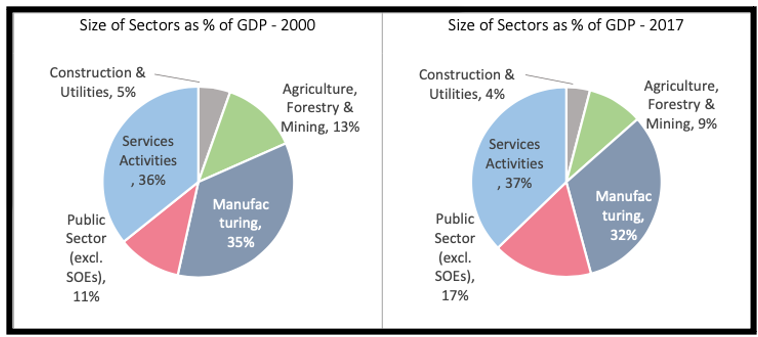 Size of Sectors as % of GDP - 2000
Construction &
Utilities, 5%
Agriculture,
Forestry &
Mining, 13%
Services
Activities
, 36%
Manufac
turing,
35%
Public
Sector
(excl.
SOEs),
11%
Size of Sectors as % of GDP - 2017
Construction &
Utilities, 4%
Agriculture,
Forestry &
Mining, 9%
Services
Activities
, 37%
Manufac
turing,
32%
Public
Sector
(excl.
SOEs),
17%